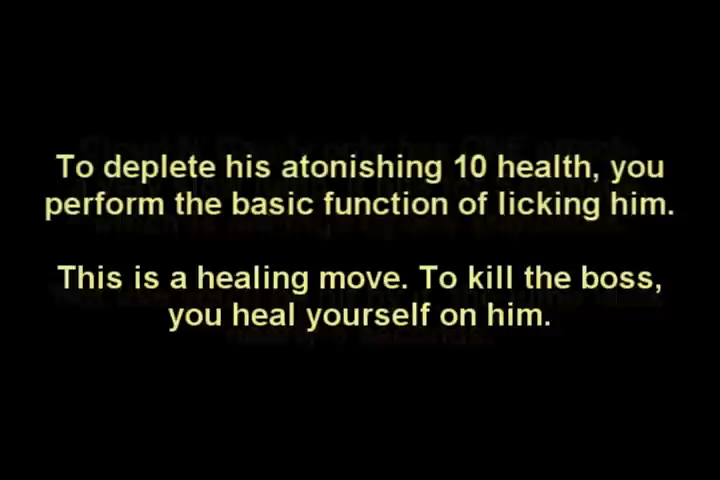 To deplete his atonishing 10 health, you
perform the basic function of licking him.
This is a healing move. To kill the boss,
you heal yourself on him.